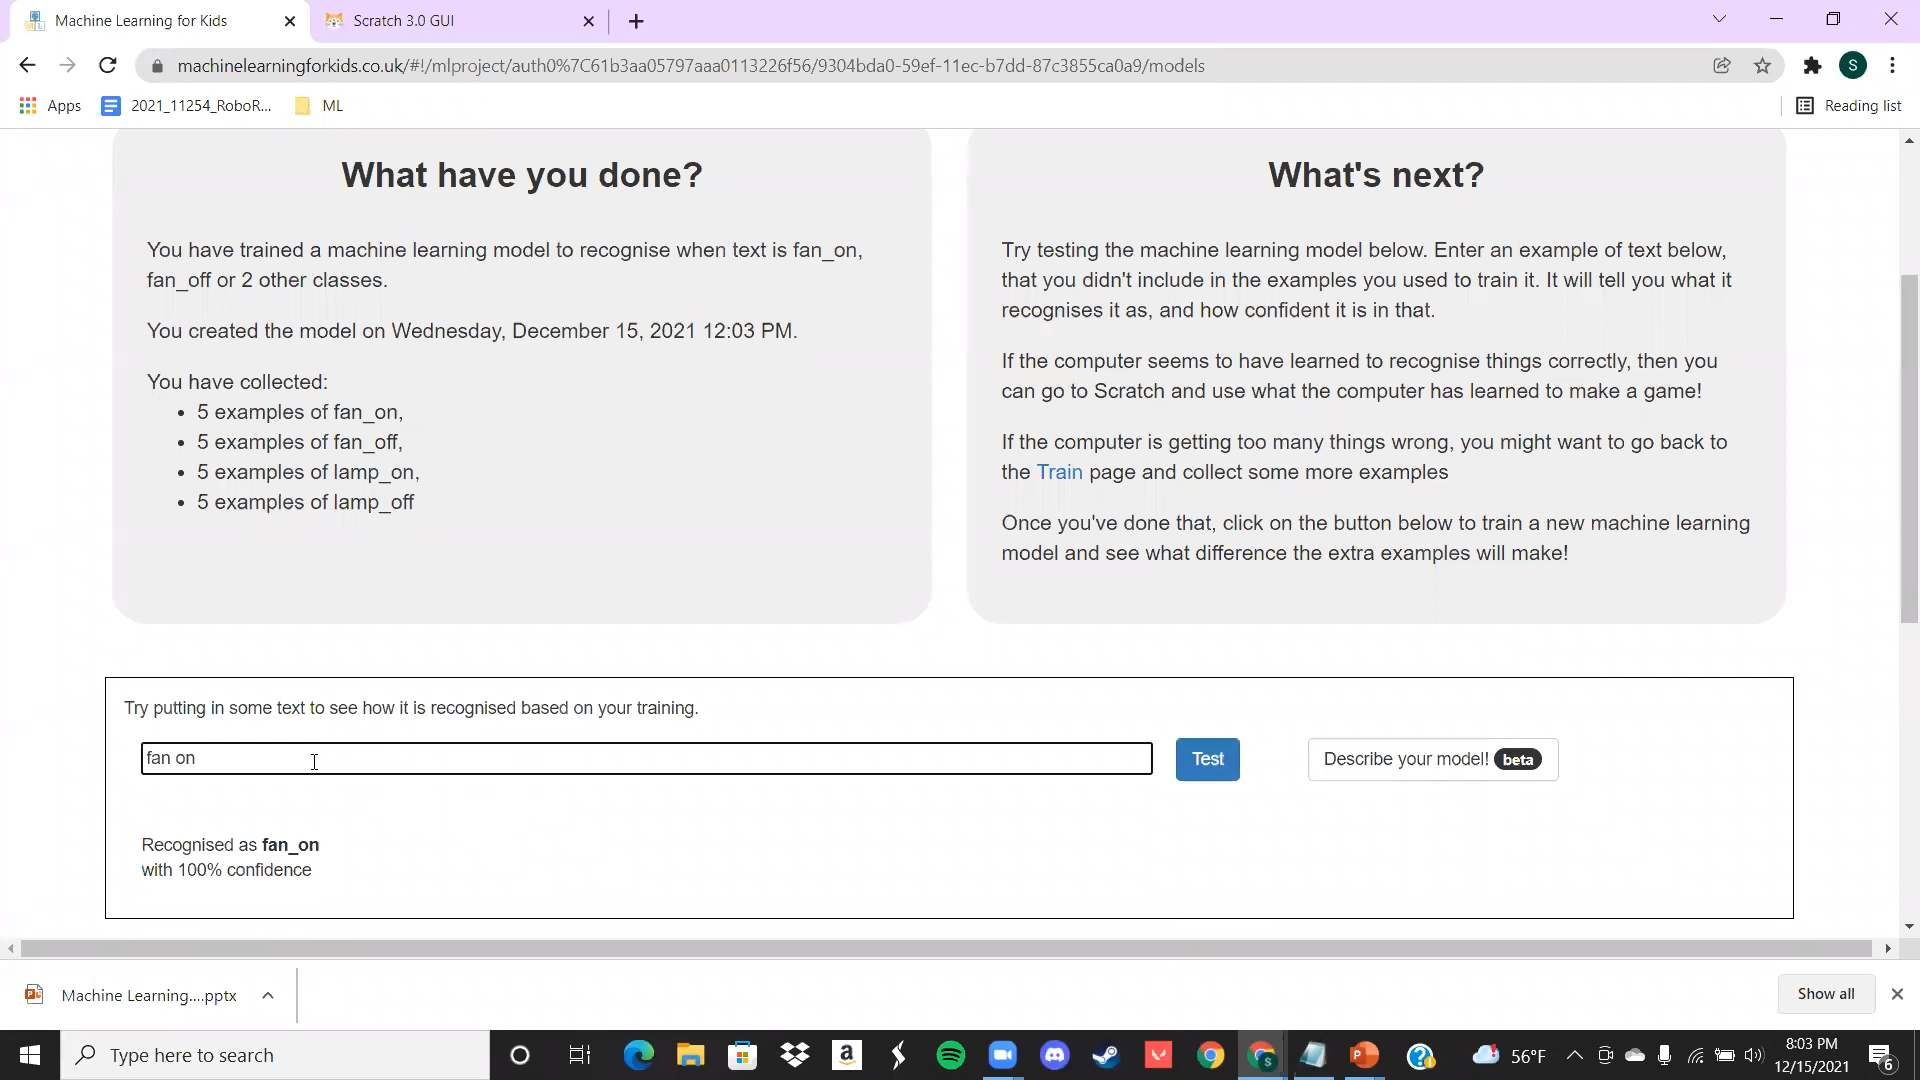 Machine Learning for Kids
Scratch 3.0 GUI
machinelearningforkids.co.uk/#!/mlproject/auth0%7C61b3aa05797aaa0113226f56/9304bda0-59ef-11ec-b7dd-87c3855ca0a9/models
S
Apps
2021_11254_RoboR...
ML
Reading list
What have you done?
You have trained a machine learning model to recognise when text is fan_on,
fan_off or 2 other classes.
You created the model on Wednesday, December 15, 2021 12:03 PM.
You have collected:
• 5 examples of fan_on,
• 5 examples of fan_off,
• 5 examples of lamp_on,
• 5 examples of lamp_off
What's next?
Try testing the machine learning model below. Enter an example of text below,
that you didn't include in the examples you used to train it. It will tell you what it
recognises it as, and how confident it is in that.
If the computer seems to have learned to recognise things correctly, then you
can go to Scratch and use what the computer has learned to make a game!
If the computer is getting too many things wrong, you might want to go back to
the Train page and collect some more examples
Once you've done that, click on the button below to train a new machine learning
model and see what difference the extra examples will make!
Try putting in some text to see how it is recognised based on your training.
fan on
Test
Describe your model! beta
Recognised as fan_on
with 100% confidence
Machine Learning....pptx
Show all
Type here to search
56°F
8:03 PM
12/15/2021
6